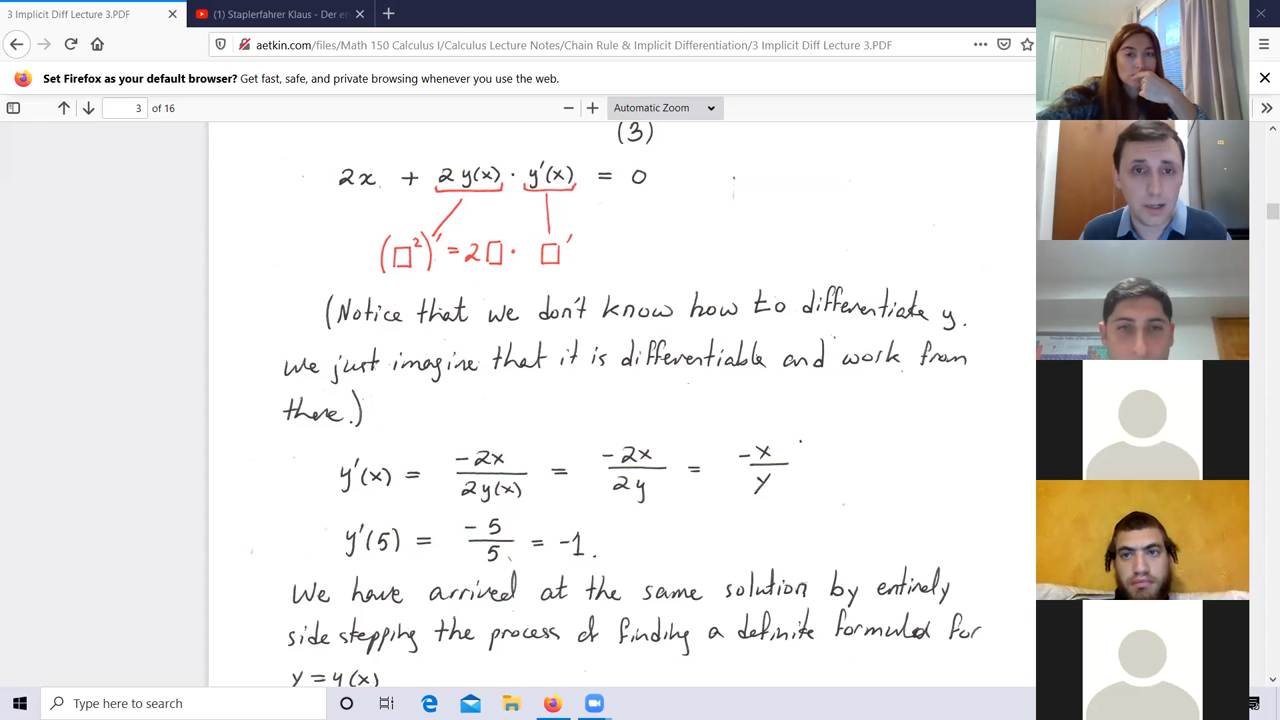 3 Implicit Diff Lecture 3.PDF
(1) Staplerfahrer Klaus - Der er
aetkin.com/files/Math 150 Calculus I/Calculus Lecture Notes/Chain Rule & Implicit Differentiation/3 Implicit Diff Lecture 3.PDF
Set Firefox as your default browser? Get fast, safe, and private browsing whenever you use the web.
3 of 16
Automatic Zoom
(3)
2x + 2y(x) · y'(x) = 0
(□²)' = 2□ · □'
(Notice that we don't know how to differentiate y.
We just imagine that it is differentiable and work from
there.)
y'(x) = -2x/2y(x) = -2x/2y = -x/y
y'(5) = -5/5 = -1.
We have arrived at the same solution by entirely
side stepping the process of finding a definite formula for
y = y(x)
Type here to search